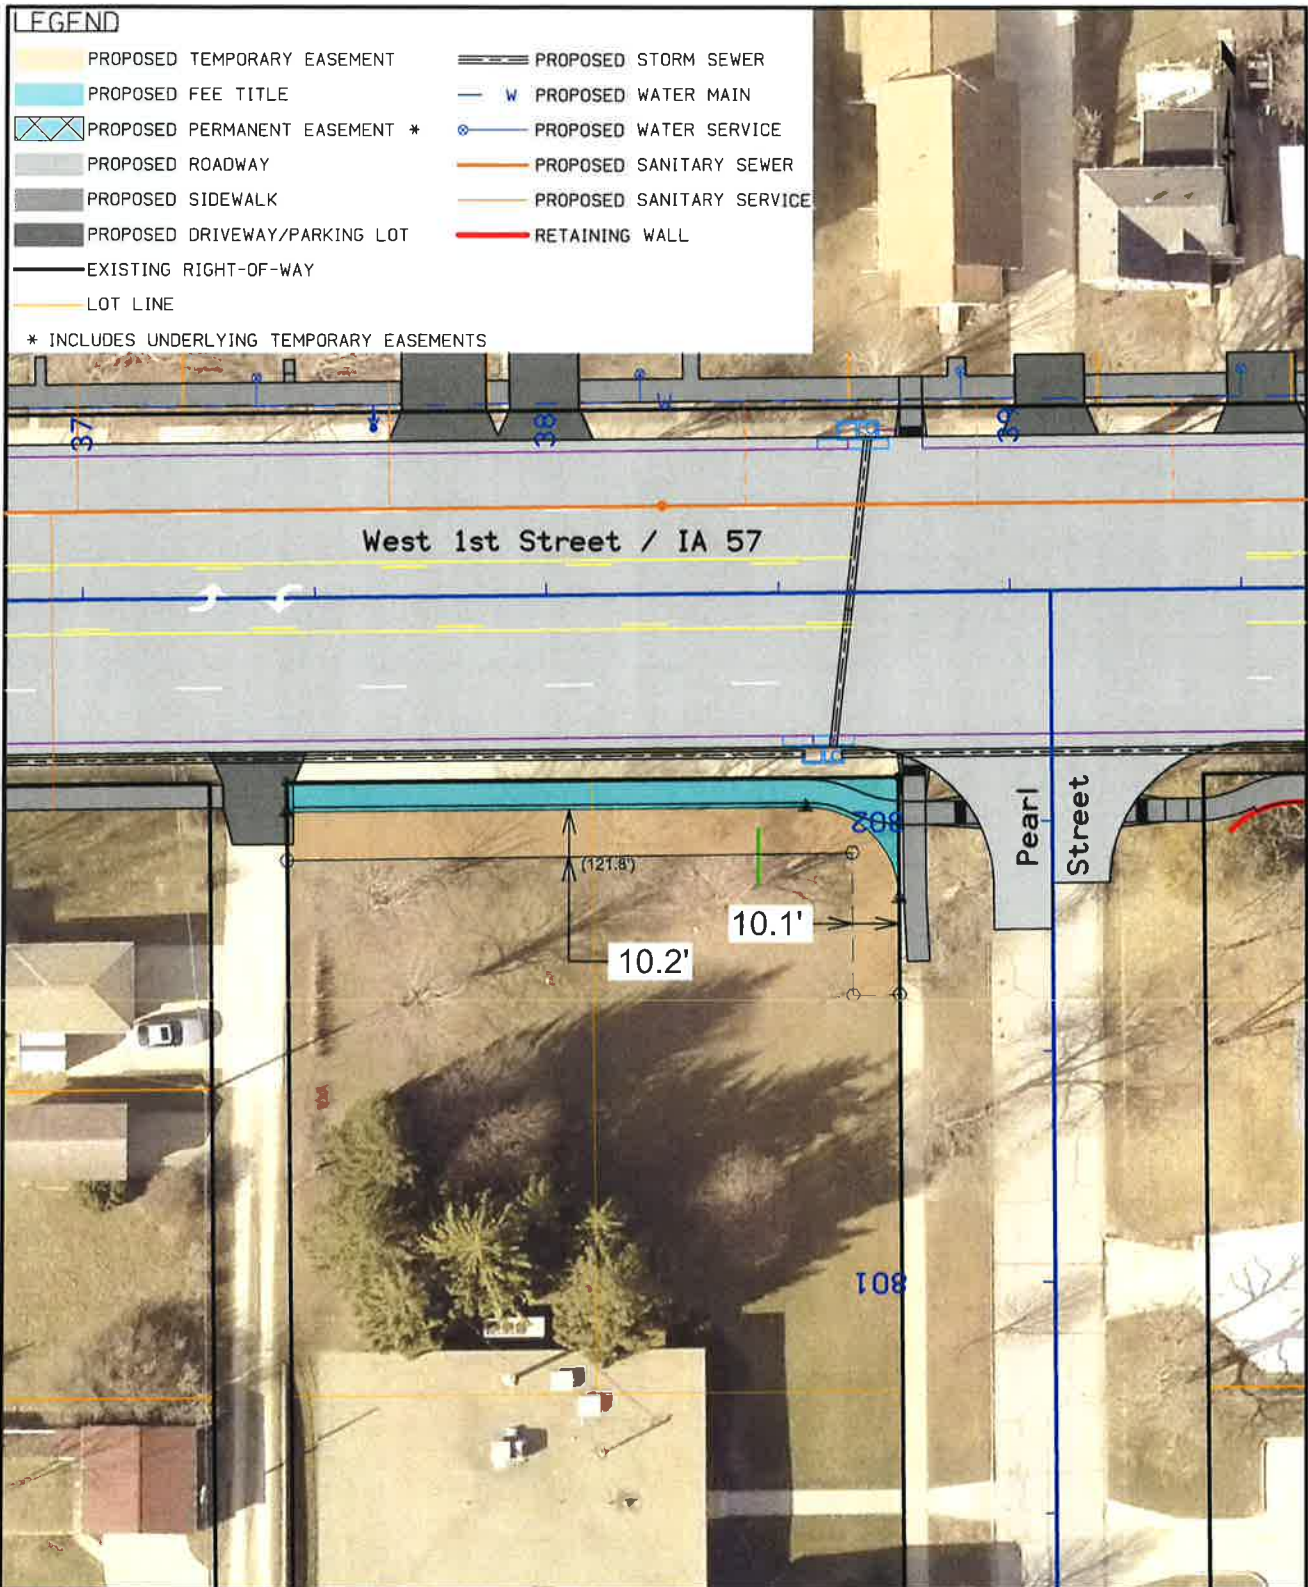 LEGEND
PROPOSED TEMPORARY EASEMENT
PROPOSED FEE TITLE
PROPOSED PERMANENT EASEMENT *
PROPOSED ROADWAY
PROPOSED SIDEWALK
PROPOSED DRIVEWAY/PARKING LOT
EXISTING RIGHT-OF-WAY
LOT LINE
* INCLUDES UNDERLYING TEMPORARY EASEMENTS
PROPOSED STORM SEWER
W PROPOSED WATER MAIN
PROPOSED WATER SERVICE
PROPOSED SANITARY SEWER
PROPOSED SANITARY SERVICE
RETAINING WALL
W
37
38
39
West 1st Street / IA 57
802
Pearl
Street
(121.8')
10.1'
10.2'
801